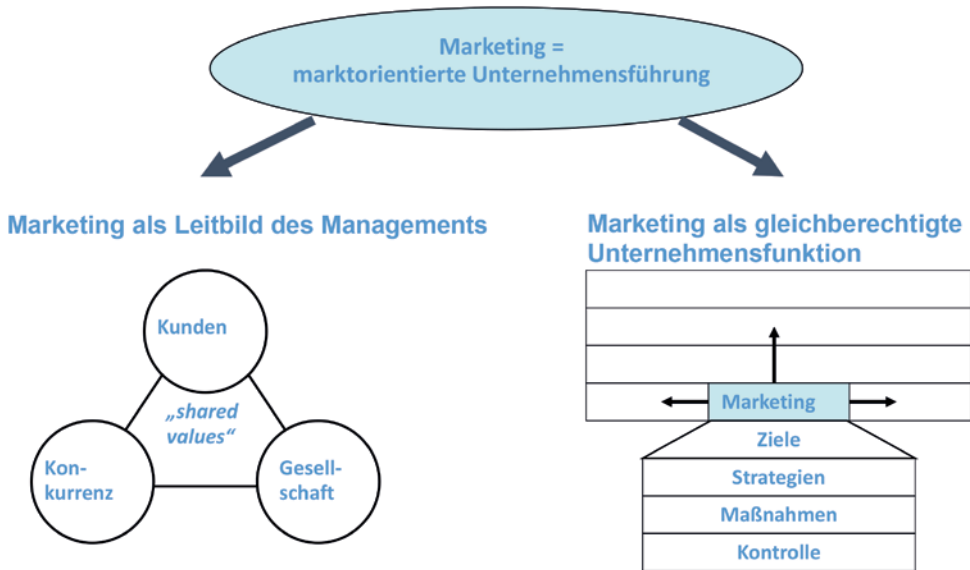 Marketing =
marktorientierte Unternehmensführung
Marketing als Leitbild des Managements
Kunden
„shared
values“
Kon-
kurrenz
Gesell-
schaft
Marketing als gleichberechtigte
Unternehmensfunktion
Marketing
Ziele
Strategien
Maßnahmen
Kontrolle